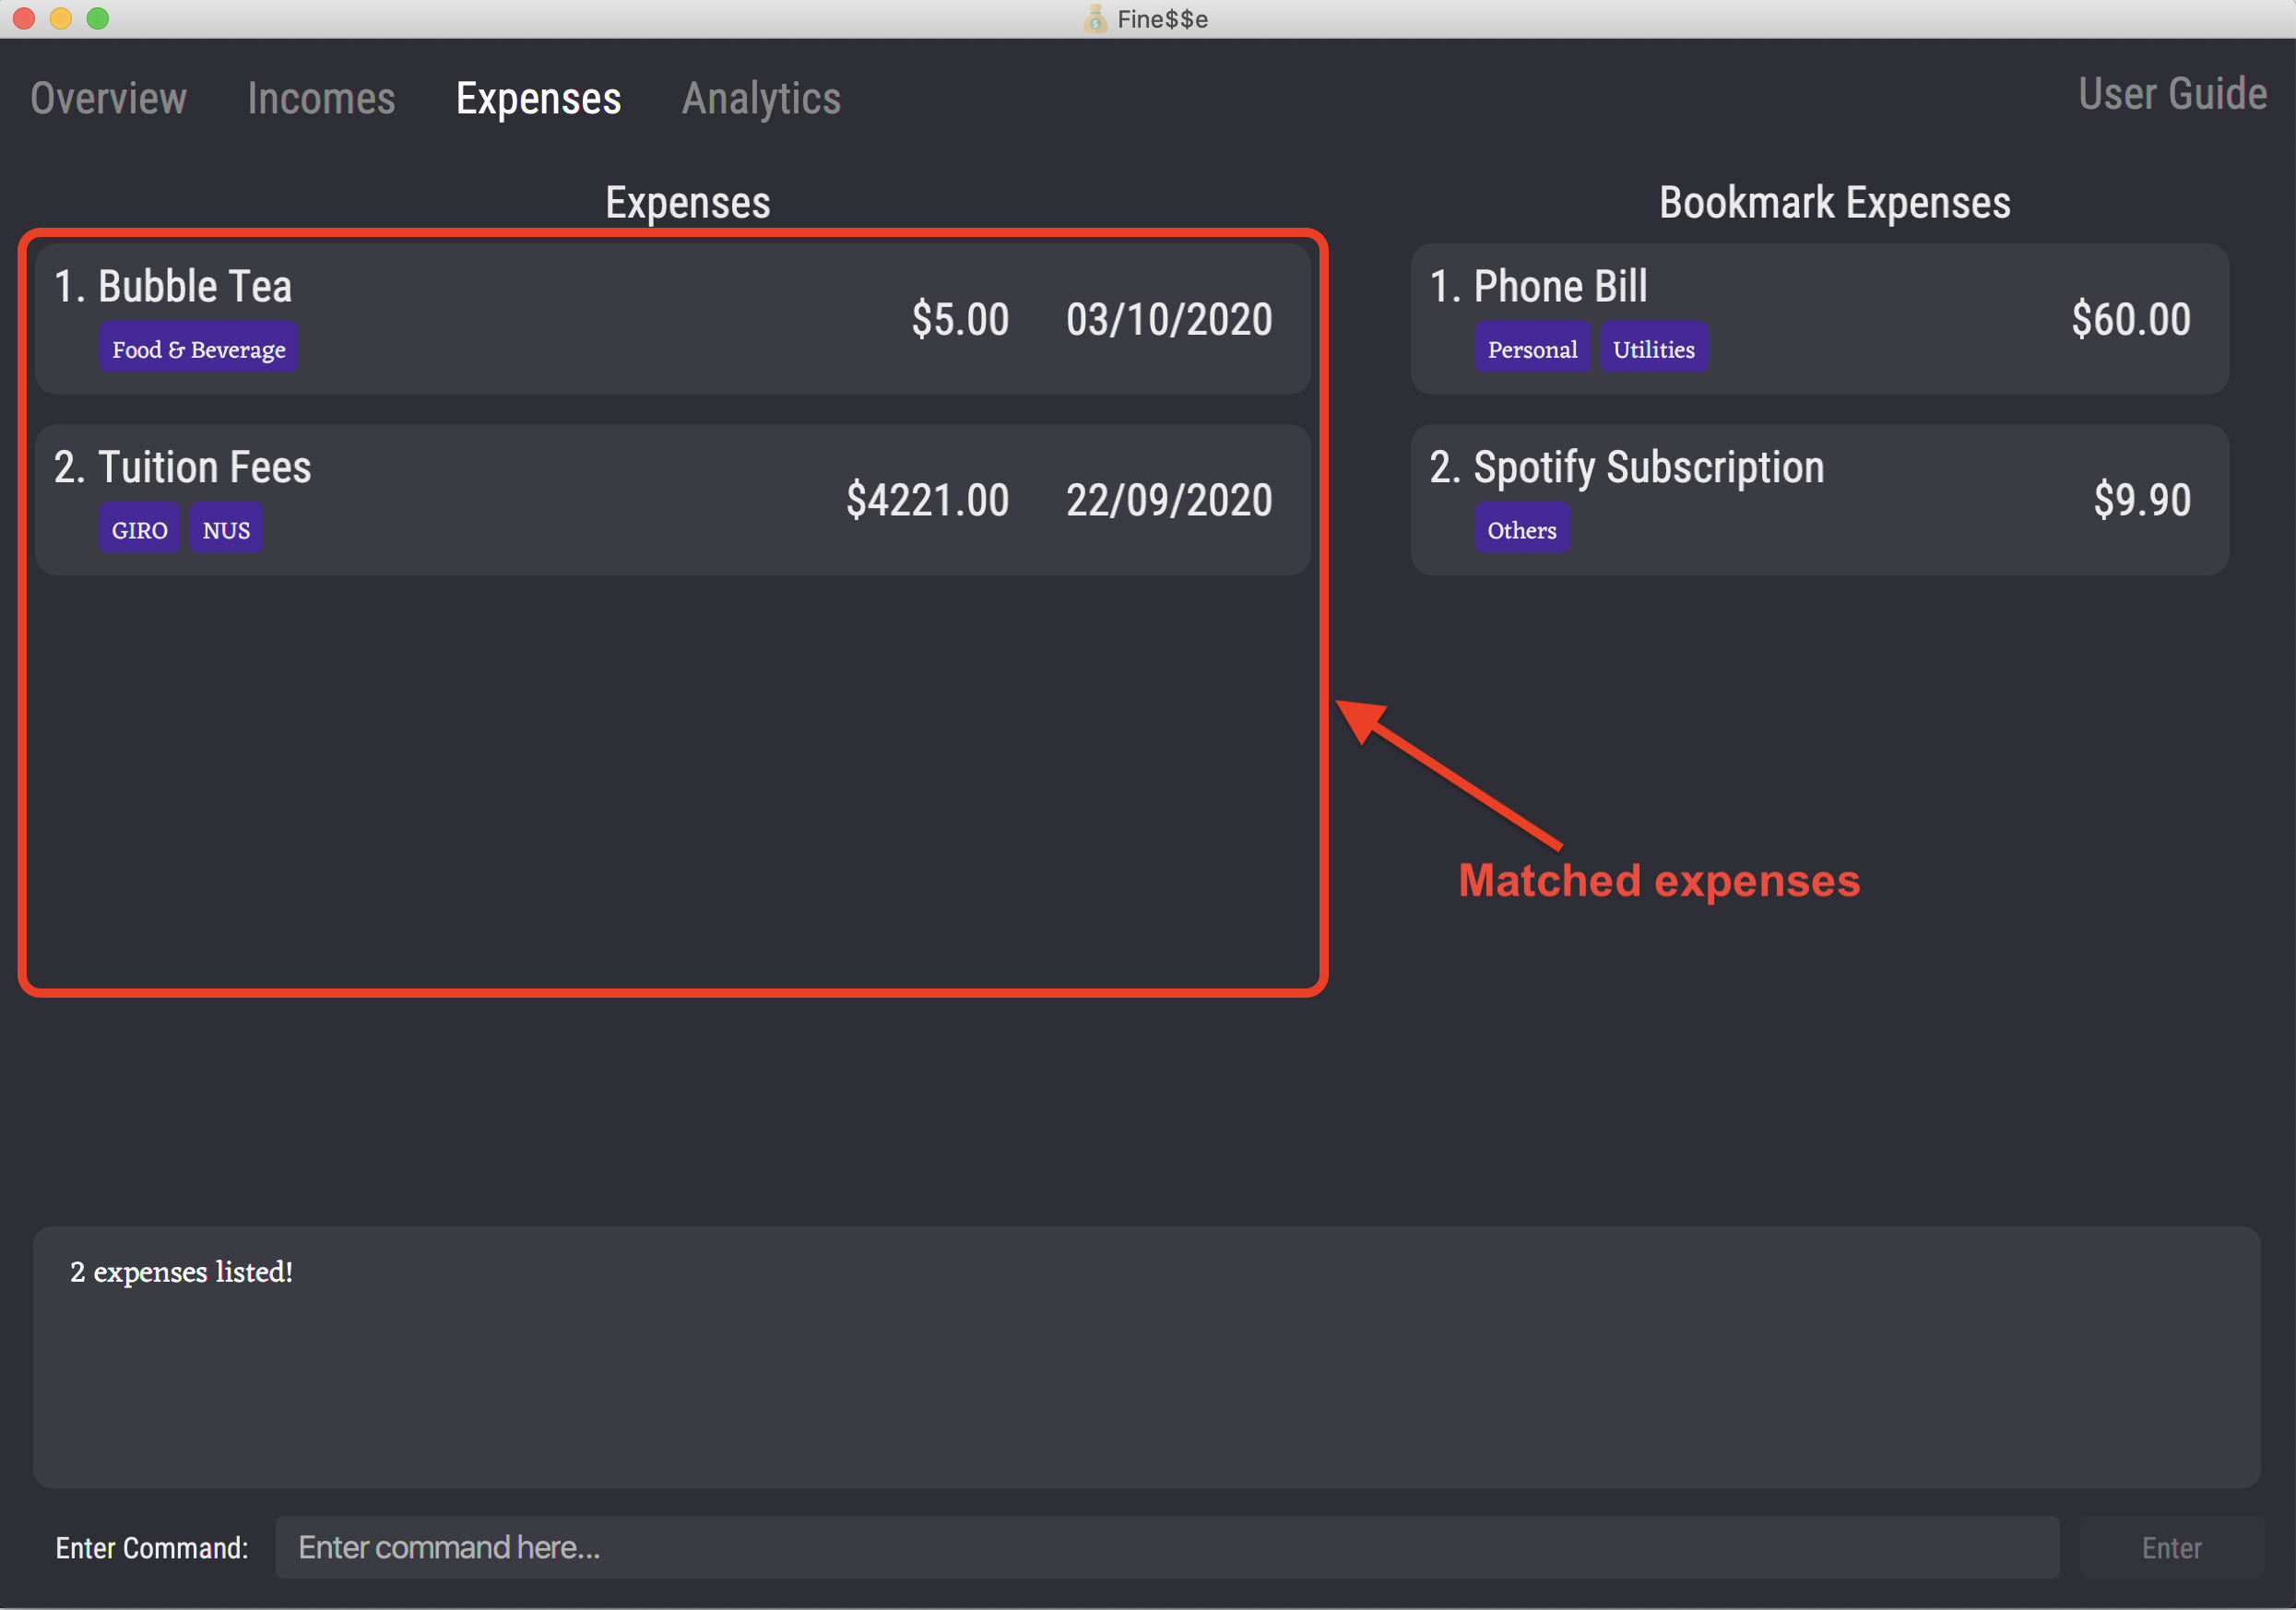 Fine$$e
Overview Incomes Expenses Analytics User Guide
Expenses
1. Bubble Tea
Food & Beverage
$5.00 03/10/2020
2. Tuition Fees
GIRO NUS
$4221.00 22/09/2020
Bookmark Expenses
1. Phone Bill
Personal Utilities
$60.00
2. Spotify Subscription
Others
$9.90
Matched expenses
2 expenses listed!
Enter Command: Enter command here... Enter